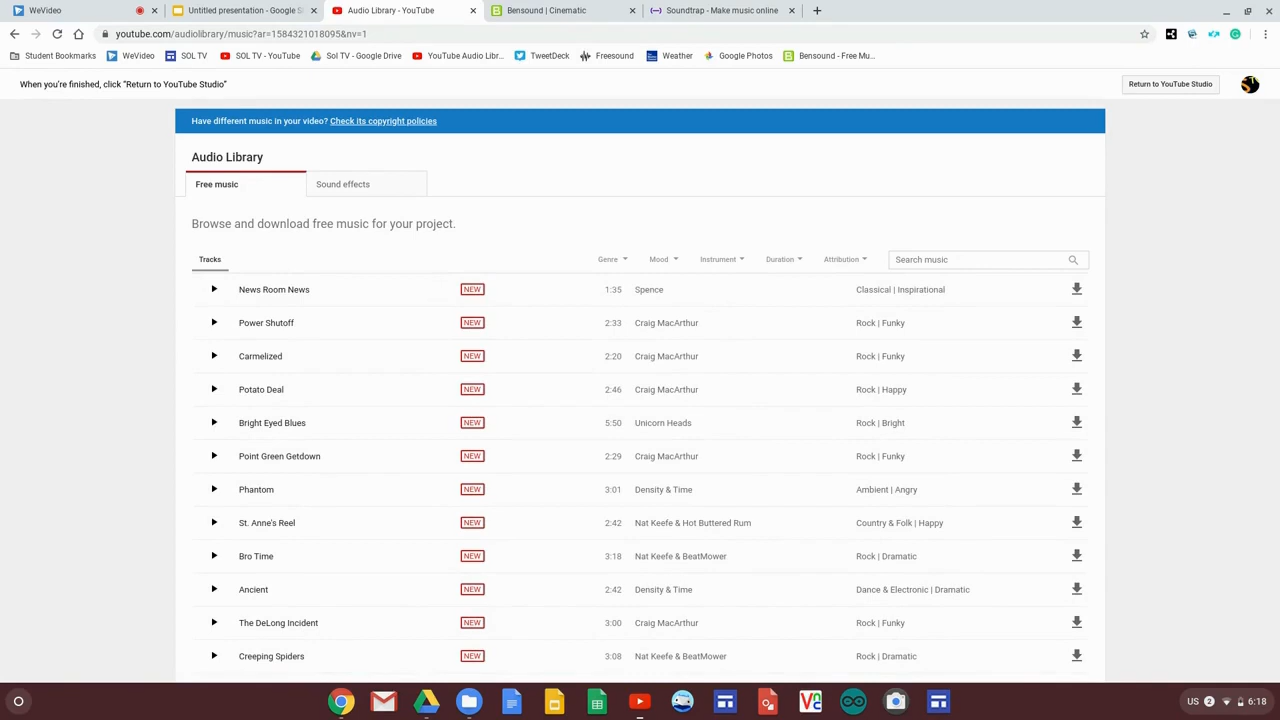 WeVideo
Untitled presentation - Google S
Audio Library - YouTube
Bensound | Cinematic
Soundtrap - Make music online
youtube.com/audiolibrary/music?ar=1584321018095&nv=1
Student Bookmarks
WeVideo
SOL TV
SOL TV - YouTube
Sol TV - Google Drive
YouTube Audio Libr...
TweetDeck
Freesound
Weather
Google Photos
Bensound - Free Mu...
When you're finished, click "Return to YouTube Studio"
Return to YouTube Studio
Have different music in your video? Check its copyright policies
Audio Library
Free music
Sound effects
Browse and download free music for your project.
Tracks
Genre
Mood
Instrument
Duration
Attribution
Search music
News Room News NEW 1:35 Spence Classical | Inspirational
Power Shutoff NEW 2:33 Craig MacArthur Rock | Funky
Carmelized NEW 2:20 Craig MacArthur Rock | Funky
Potato Deal NEW 2:46 Craig MacArthur Rock | Happy
Bright Eyed Blues NEW 5:50 Unicorn Heads Rock | Bright
Point Green Getdown NEW 2:29 Craig MacArthur Rock | Funky
Phantom NEW 3:01 Density & Time Ambient | Angry
St. Anne's Reel NEW 2:42 Nat Keefe & Hot Buttered Rum Country & Folk | Happy
Bro Time NEW 3:18 Nat Keefe & BeatMower Rock | Dramatic
Ancient NEW 2:42 Density & Time Dance & Electronic | Dramatic
The DeLong Incident NEW 3:00 Craig MacArthur Rock | Funky
Creeping Spiders NEW 3:08 Nat Keefe & BeatMower Rock | Dramatic
US 2 6:18